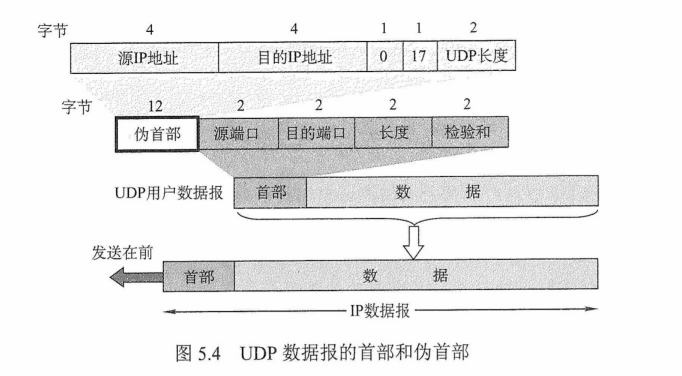 字节 4 4 1 1 2
源IP地址 目的IP地址 0 17 UDP长度
字节 12 2 2 2 2
伪首部 源端口 目的端口 长度 检验和
UDP用户数据报 首部 数 据
发送在前
首部 数 据
IP数据报
图 5.4 UDP 数据报的首部和伪首部